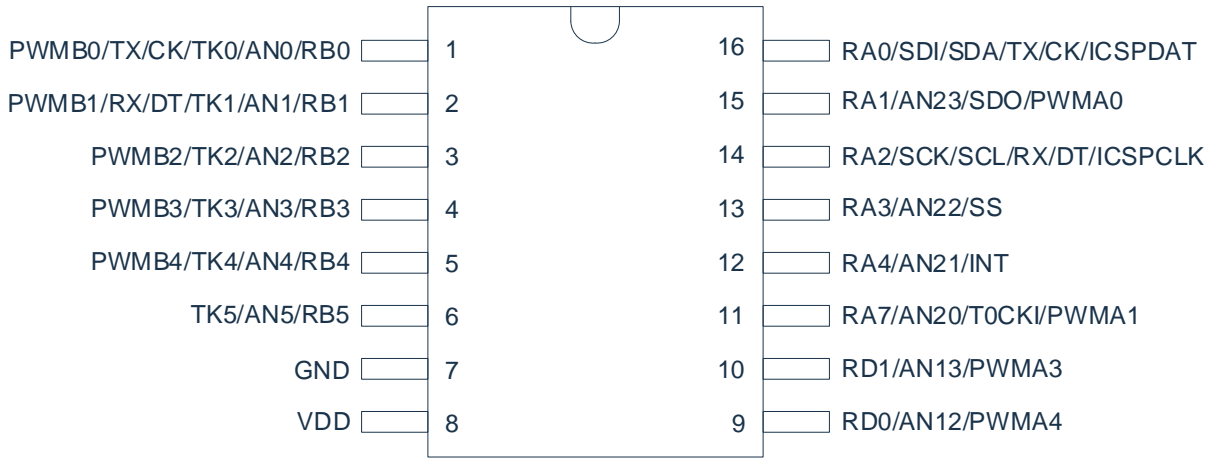 PWMB0/TX/CK/TK0/AN0/RB0 1 16 RA0/SDI/SDA/TX/CK/ICSPDAT
PWMB1/RX/DT/TK1/AN1/RB1 2 15 RA1/AN23/SDO/PWMA0
PWMB2/TK2/AN2/RB2 3 14 RA2/SCK/SCL/RX/DT/ICSPCLK
PWMB3/TK3/AN3/RB3 4 13 RA3/AN22/SS
PWMB4/TK4/AN4/RB4 5 12 RA4/AN21/INT
TK5/AN5/RB5 6 11 RA7/AN20/T0CKI/PWMA1
GND 7 10 RD1/AN13/PWMA3
VDD 8 9 RD0/AN12/PWMA4